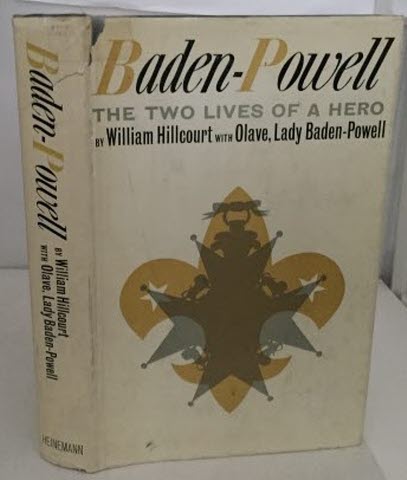 Baden-Powell
THE TWO LIVES OF A HERO
BY William Hillcourt WITH Olave, Lady Baden-Powell
Baden-Powell
BY William Hillcourt
WITH Olave, Lady Baden-Powell
HEINEMANN